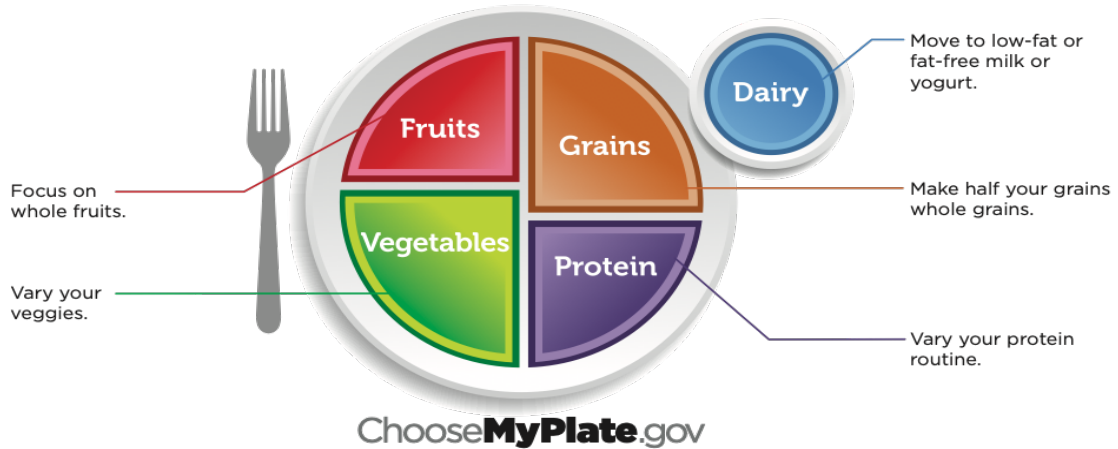 Fruits
Grains
Vegetables
Protein
Dairy
Focus on
whole fruits.
Vary your
veggies.
Move to low-fat or
fat-free milk or
yogurt.
Make half your grains
whole grains.
Vary your protein
routine.
ChooseMyPlate.gov